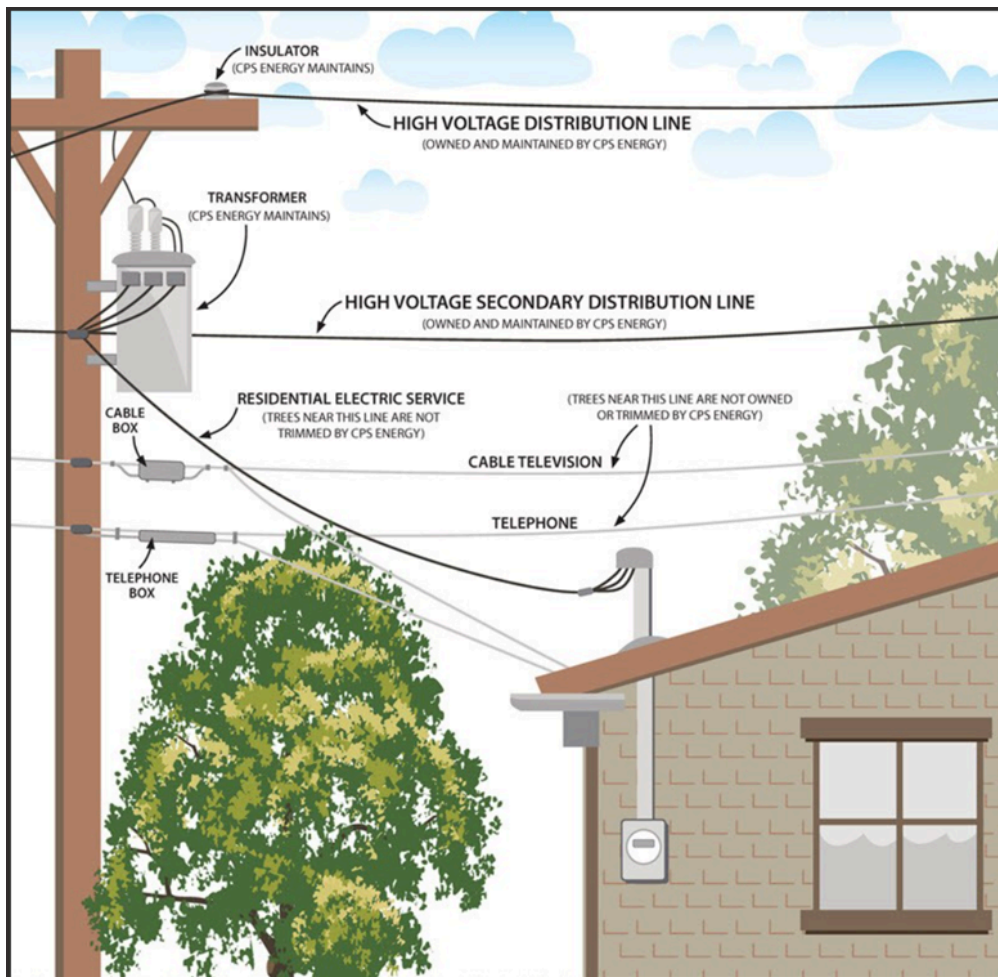 INSULATOR
(CPS ENERGY MAINTAINS)
HIGH VOLTAGE DISTRIBUTION LINE
(OWNED AND MAINTAINED BY CPS ENERGY)
TRANSFORMER
(CPS ENERGY MAINTAINS)
HIGH VOLTAGE SECONDARY DISTRIBUTION LINE
(OWNED AND MAINTAINED BY CPS ENERGY)
RESIDENTIAL ELECTRIC SERVICE
(TREES NEAR THIS LINE ARE NOT
TRIMMED BY CPS ENERGY)
(TREES NEAR THIS LINE ARE NOT OWNED
OR TRIMMED BY CPS ENERGY)
CABLE
BOX
CABLE TELEVISION
TELEPHONE
TELEPHONE
BOX